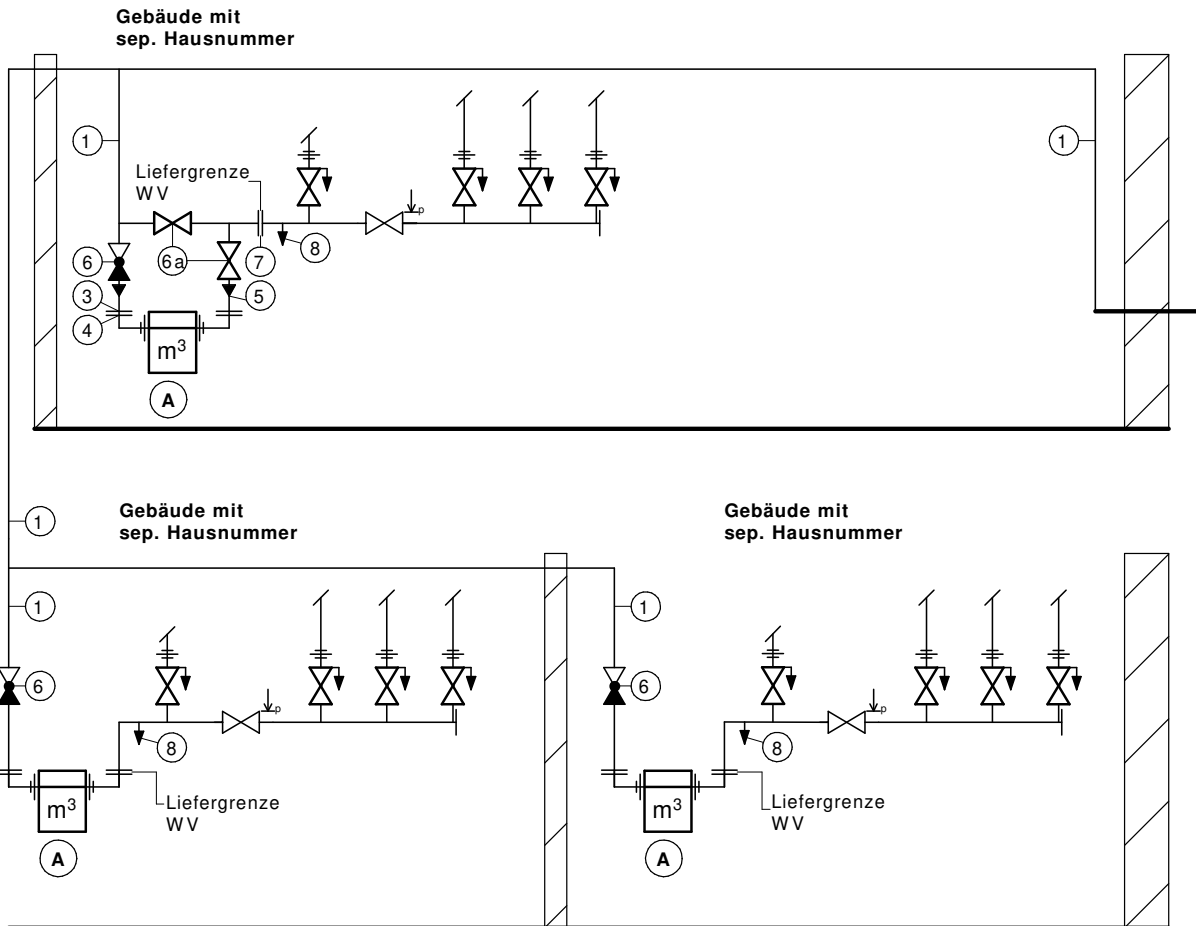 Gebäude mit
sep. Hausnummer
1
1
Liefergrenze
WV
p
6
6a
7
8
3
5
4
m³
A
1
Gebäude mit
sep. Hausnummer
Gebäude mit
sep. Hausnummer
1
1
6
6
p
p
8
8
m³
Liefergrenze
WV
m³
Liefergrenze
WV
A
A